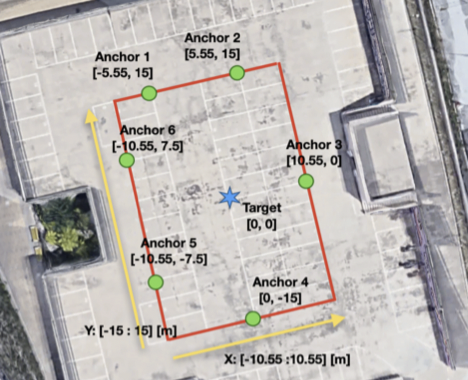 Anchor 2
[5.55, 15]
Anchor 1
[-5.55, 15]
Anchor 6
[-10.55, 7.5]
Anchor 3
[10.55, 0]
Target
[0, 0]
Anchor 5
[-10.55, -7.5]
Anchor 4
[0, -15]
Y: [-15 : 15] [m]
X: [-10.55 :10.55] [m]